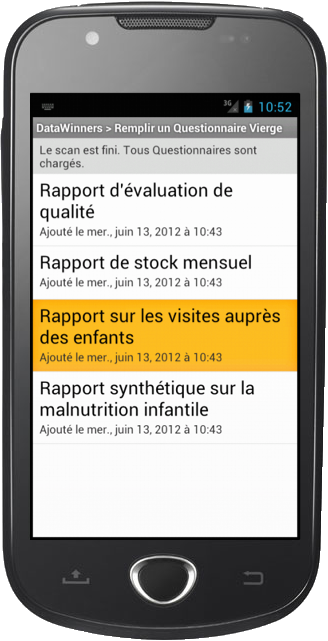 3G 10:52
DataWinners > Remplir un Questionnaire Vierge
Le scan est fini. Tous Questionnaires sont
chargés.
Rapport d'évaluation de
qualité
Ajouté le mer., juin 13, 2012 à 10:43
Rapport de stock mensuel
Ajouté le mer., juin 13, 2012 à 10:43
Rapport sur les visites auprès
des enfants
Ajouté le mer., juin 13, 2012 à 10:43
Rapport synthétique sur la
malnutrition infantile
Ajouté le mer., juin 13, 2012 à 10:43